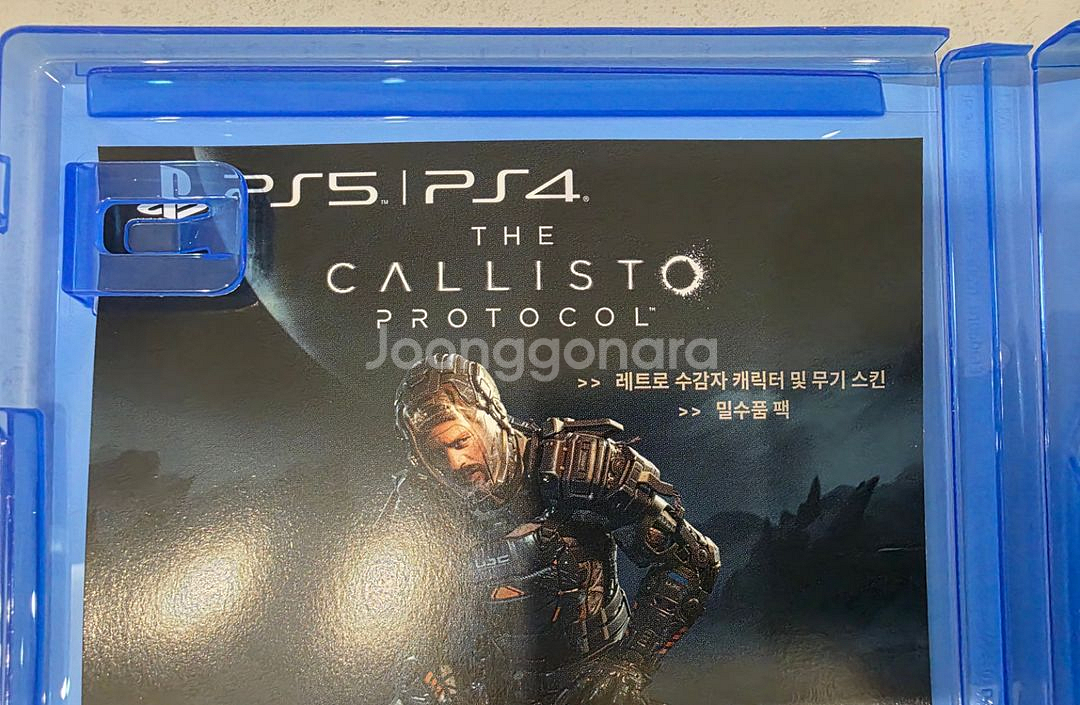 PS5™ | PS4®
THE
CALLISTO
PROTOCOL™
Joonggonara
>> 레트로 수감자 캐릭터 및 무기 스킨
>> 밀수품 팩